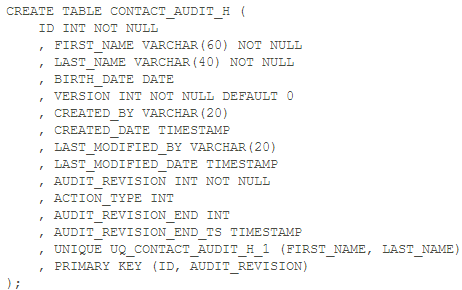 CREATE TABLE CONTACT_AUDIT_H (
ID INT NOT NULL
, FIRST_NAME VARCHAR(60) NOT NULL
, LAST_NAME VARCHAR(40) NOT NULL
, BIRTH_DATE DATE
, VERSION INT NOT NULL DEFAULT 0
, CREATED_BY VARCHAR(20)
, CREATED_DATE TIMESTAMP
, LAST_MODIFIED_BY VARCHAR(20)
, LAST_MODIFIED_DATE TIMESTAMP
, AUDIT_REVISION INT NOT NULL
, ACTION_TYPE INT
, AUDIT_REVISION_END INT
, AUDIT_REVISION_END_TS TIMESTAMP
, UNIQUE UQ_CONTACT_AUDIT_H_1 (FIRST_NAME, LAST_NAME)
, PRIMARY KEY (ID, AUDIT_REVISION)
);